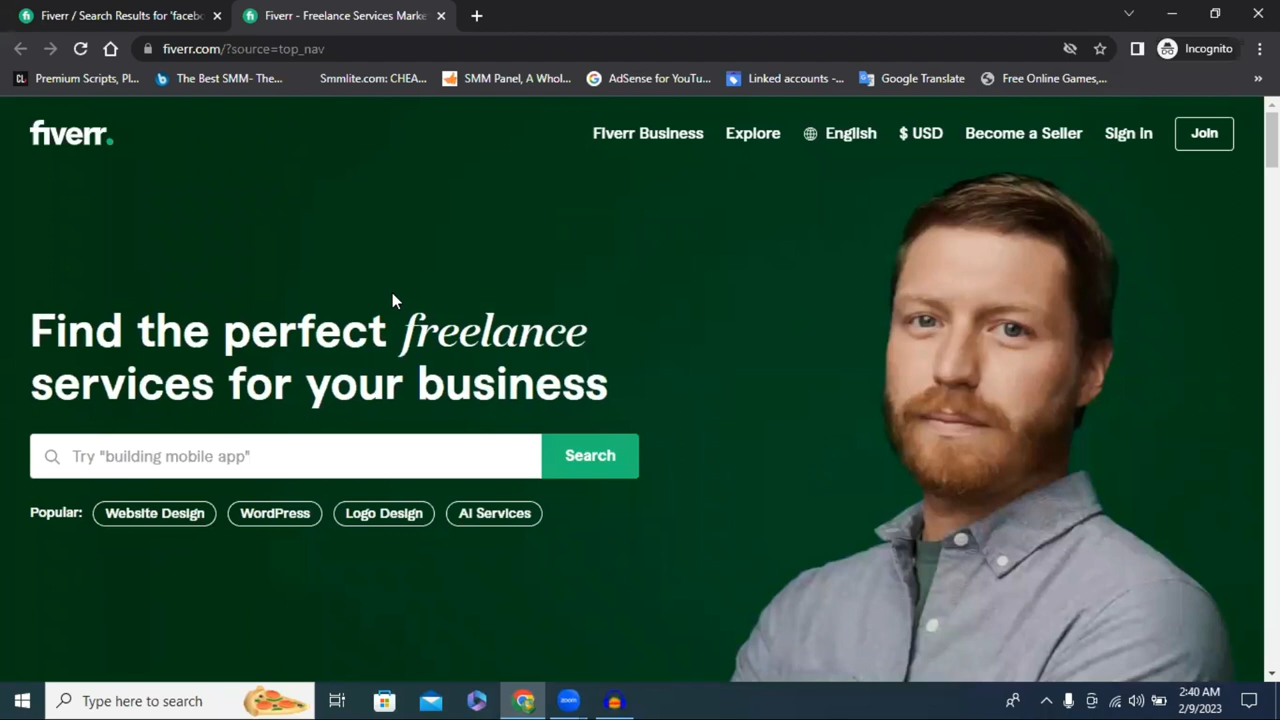 Fiverr / Search Results for 'facebo
Fiverr - Freelance Services Marke
fiverr.com/?source=top_nav
Incognito
CL
Premium Scripts, Pl...
The Best SMM- The...
Smmlite.com: CHEA...
SMM Panel, A Whol...
AdSense for YouTu...
Linked accounts -...
Google Translate
Free Online Games,...
fiverr.
Fiverr Business
Explore
English
$ USD
Become a Seller
Sign In
Join
Find the perfect freelance
services for your business
Try "building mobile app"
Search
Popular:
Website Design
WordPress
Logo Design
AI Services
Type here to search
zoom
2:40 AM
2/9/2023